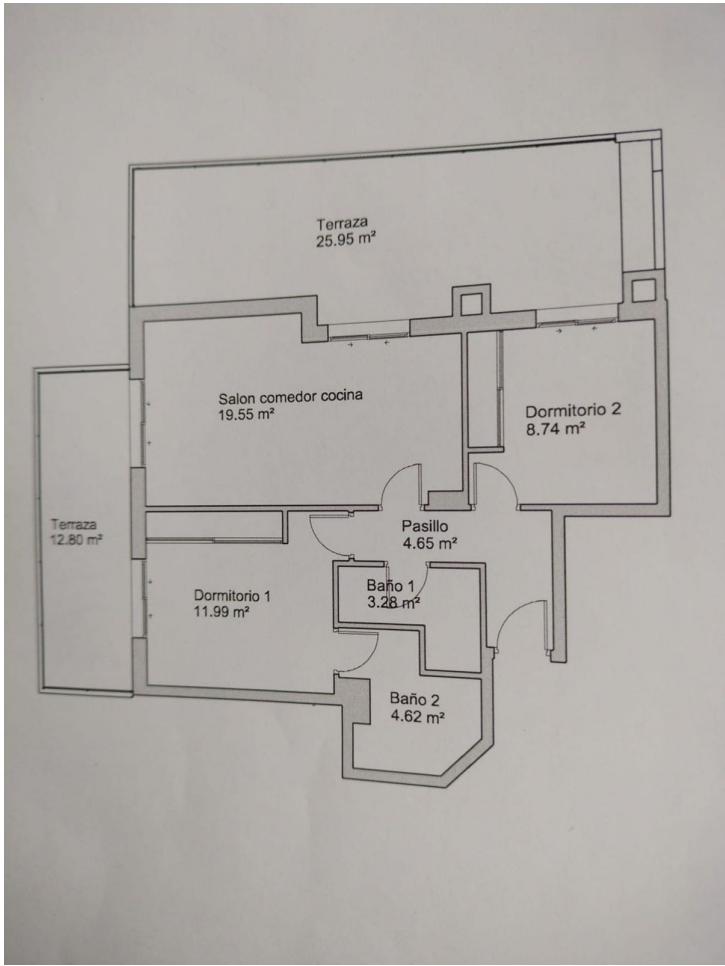 Terraza
25.95 m²
Salon comedor cocina
19.55 m²
Dormitorio 2
8.74 m²
Terraza
12.80 m²
Pasillo
4.65 m²
Dormitorio 1
11.99 m²
Baño 1
3.28 m²
Baño 2
4.62 m²